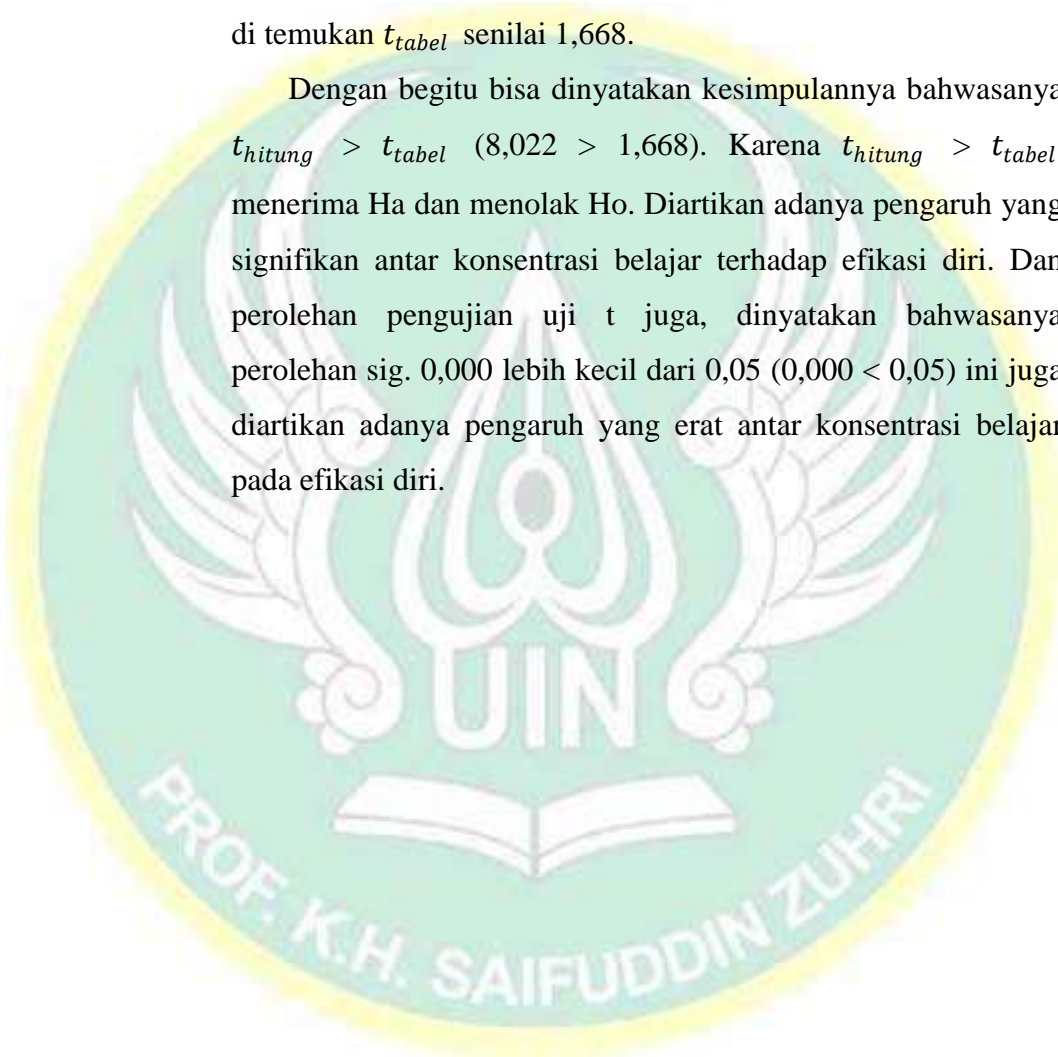 di temukan t_tabel senilai 1,668.
Dengan begitu bisa dinyatakan kesimpulannya bahwasanya
t_hitung > t_tabel (8,022 > 1,668). Karena t_hitung > t_tabel
menerima Ha dan menolak Ho. Diartikan adanya pengaruh yang
signifikan antar konsentrasi belajar terhadap efikasi diri. Dan
perolehan pengujian uji t juga, dinyatakan bahwasanya
perolehan sig. 0,000 lebih kecil dari 0,05 (0,000 < 0,05) ini juga
diartikan adanya pengaruh yang erat antar konsentrasi belajar
pada efikasi diri.
UIN
PROF. K.H. SAIFUDDIN ZUHRI